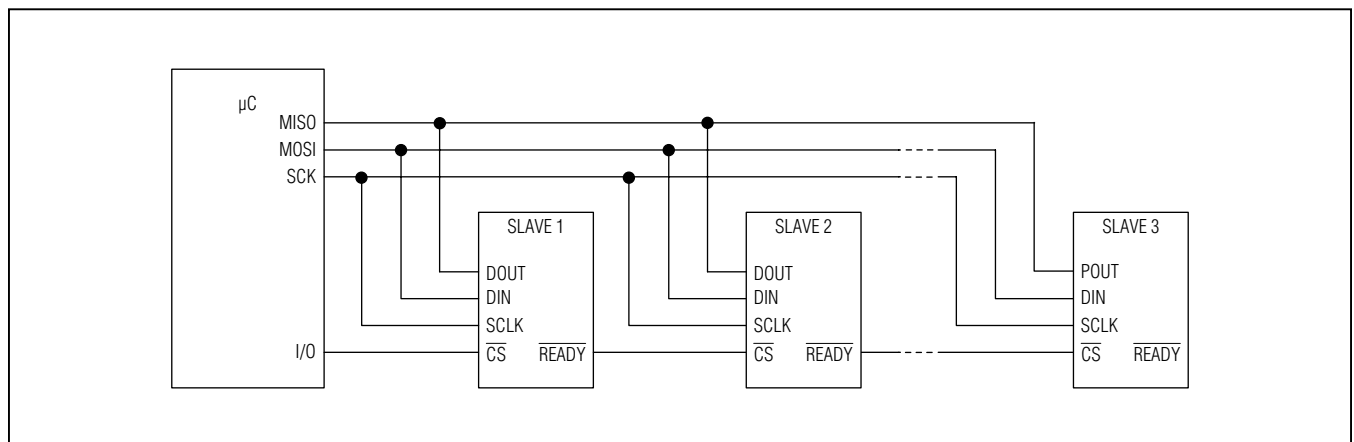 µC
MISO
MOSI
SCK
I/O
SLAVE 1
DOUT
DIN
SCLK
CS READY
SLAVE 2
DOUT
DIN
SCLK
CS READY
SLAVE 3
POUT
DIN
SCLK
CS READY